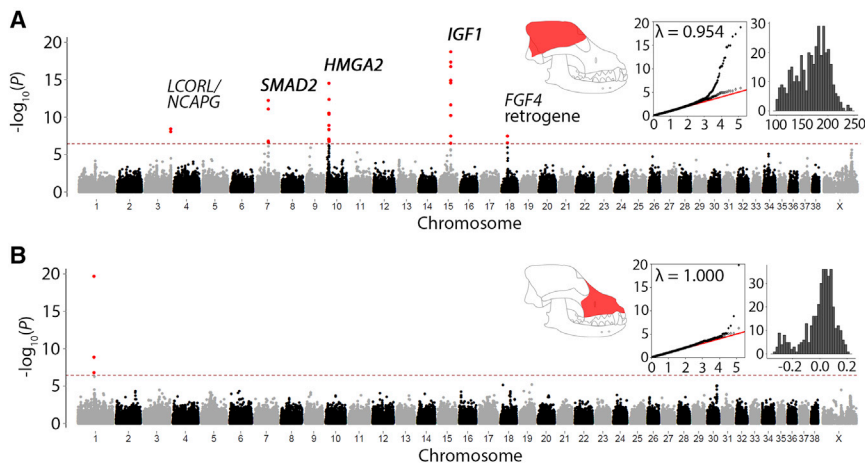 A
-log10(P)
20
15
10
5
0
LCORL/
NCAPG
SMAD2
HMGA2
IGF1
FGF4
retrogene
λ = 0.954
20
15
10
5
0
0 1 2 3 4 5
30
20
10
0
100 150 200 250
1 2 3 4 5 6 7 8 9 10 11 12 13 14 15 16 17 18 19 20 21 22 23 24 25 26 27 28 29 30 31 32 33 34 35 36 37 38 X
Chromosome
B
-log10(P)
20
15
10
5
0
λ = 1.000
20
15
10
5
0
0 1 2 3 4 5
30
20
10
0
-0.2 0.0 0.2
1 2 3 4 5 6 7 8 9 10 11 12 13 14 15 16 17 18 19 20 21 22 23 24 25 26 27 28 29 30 31 32 33 34 35 36 37 38 X
Chromosome